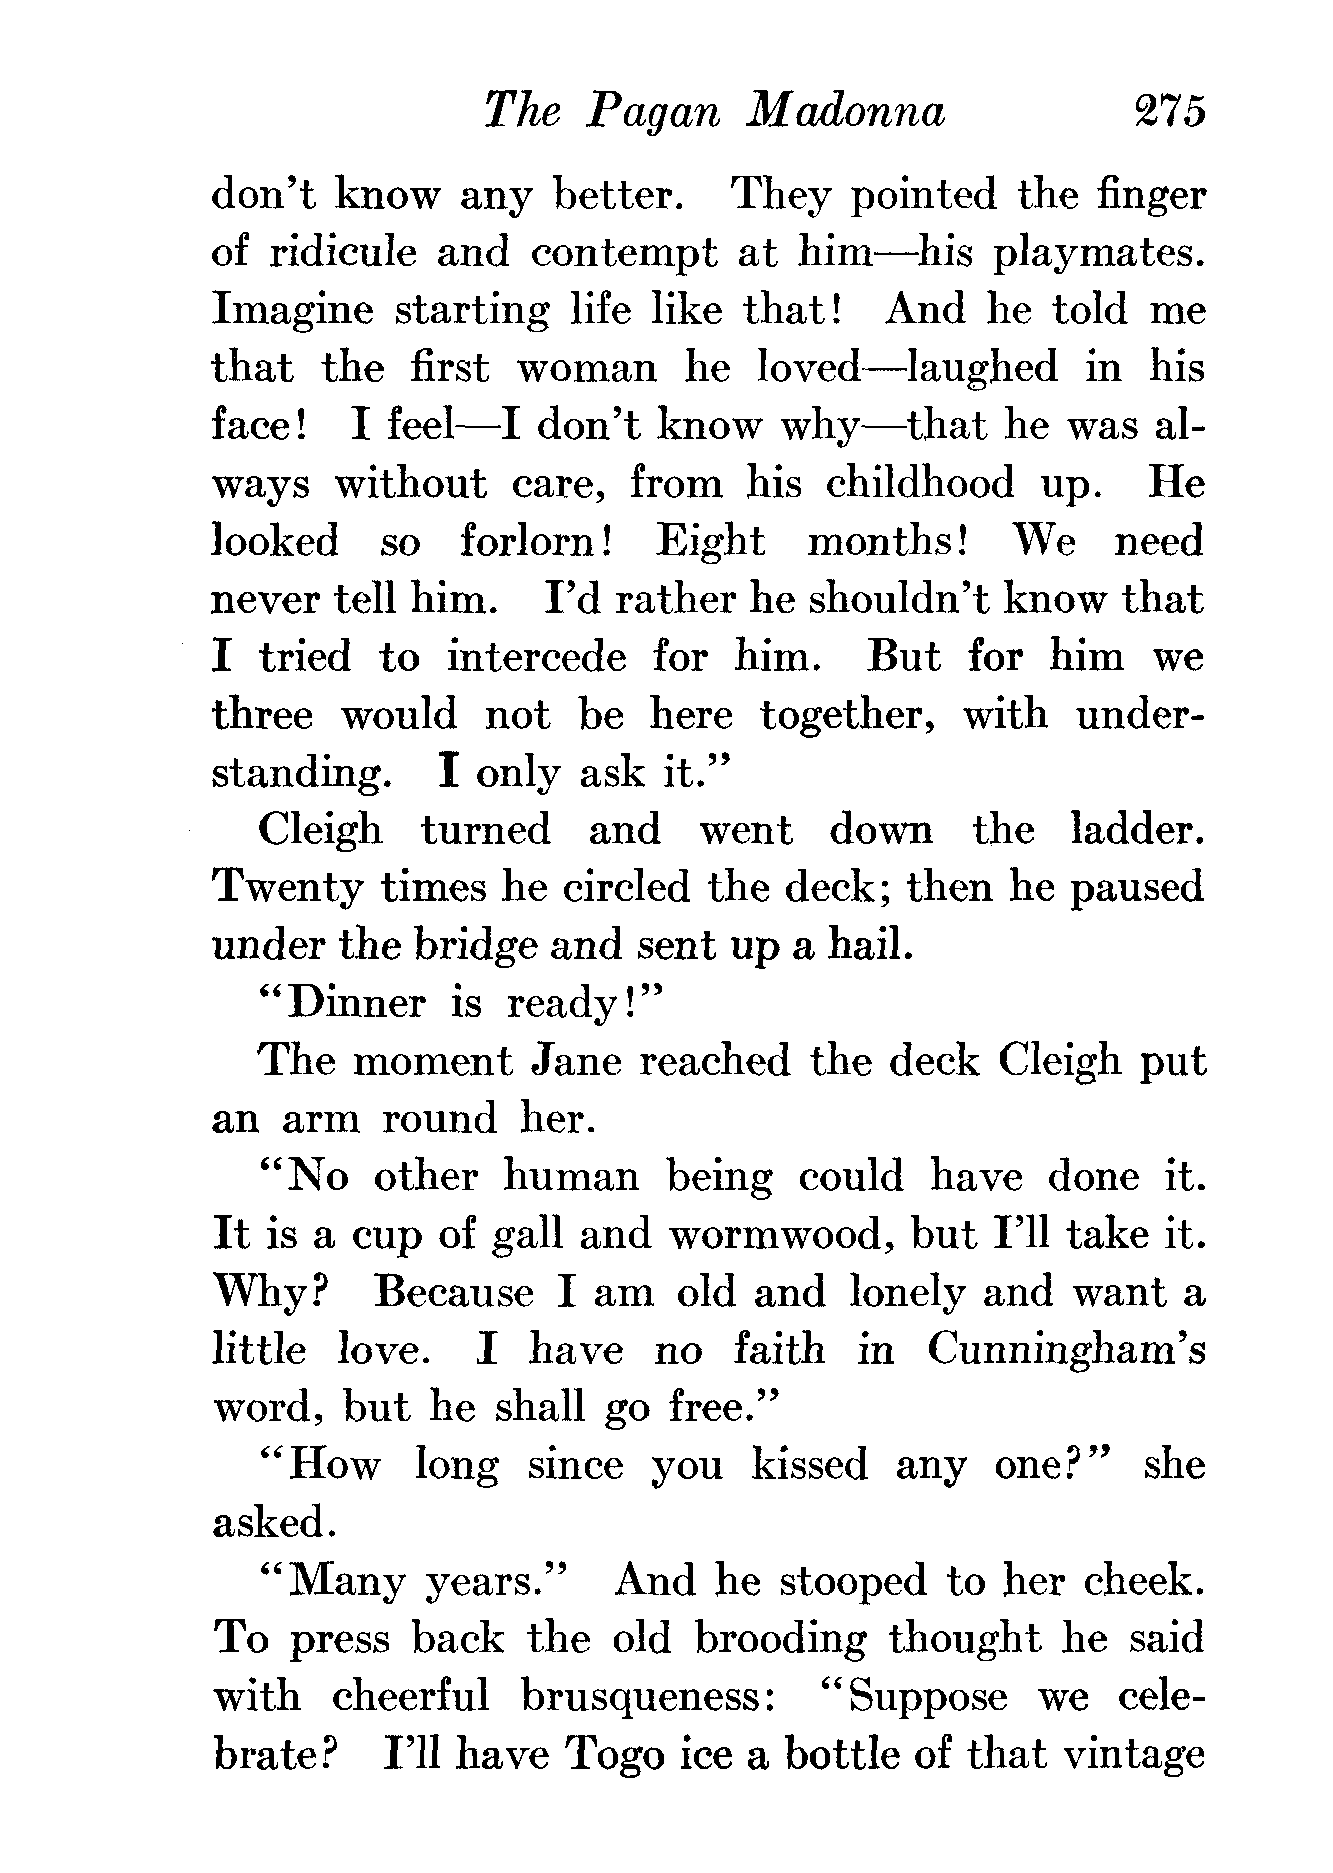 The Pagan Madonna 275
don't know any better. They pointed the finger
of ridicule and contempt at him—his playmates.
Imagine starting life like that! And he told me
that the first woman he loved—laughed in his
face! I feel—I don't know why—that he was al-
ways without care, from his childhood up. He
looked so forlorn! Eight months! We need
never tell him. I'd rather he shouldn't know that
I tried to intercede for him. But for him we
three would not be here together, with under-
standing. I only ask it."
Cleigh turned and went down the ladder.
Twenty times he circled the deck; then he paused
under the bridge and sent up a hail.
"Dinner is ready!"
The moment Jane reached the deck Cleigh put
an arm round her.
"No other human being could have done it.
It is a cup of gall and wormwood, but I'll take it.
Why? Because I am old and lonely and want a
little love. I have no faith in Cunningham's
word, but he shall go free."
"How long since you kissed any one?" she
asked.
"Many years." And he stooped to her cheek.
To press back the old brooding thought he said
with cheerful brusqueness: "Suppose we cele-
brate? I'll have Togo ice a bottle of that vintage